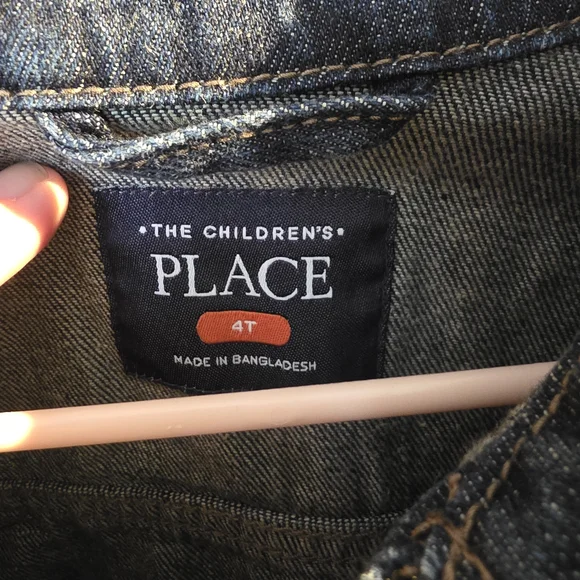 • THE CHILDREN'S •
PLACE
4T
MADE IN BANGLADESH